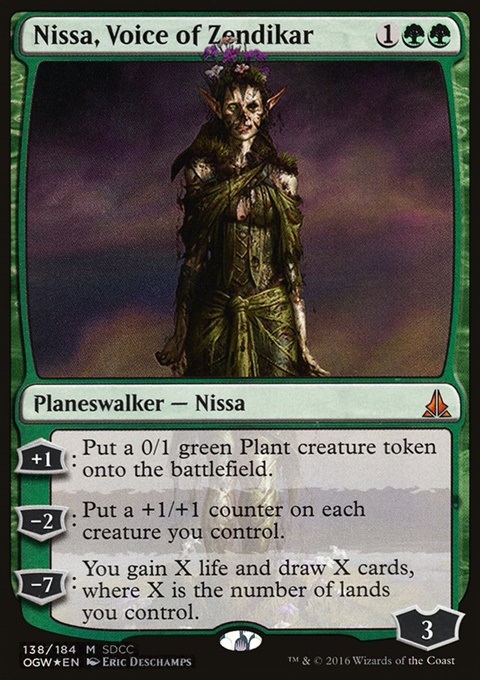 Nissa, Voice of Zendikar 1
Planeswalker — Nissa
+1: Put a 0/1 green Plant creature token
onto the battlefield.
-2: Put a +1/+1 counter on each
creature you control.
-7: You gain X life and draw X cards,
where X is the number of lands
you control.
3
138/184 M SDCC
OGW★EN Eric Deschamps
™ & © 2016 Wizards of the Coast